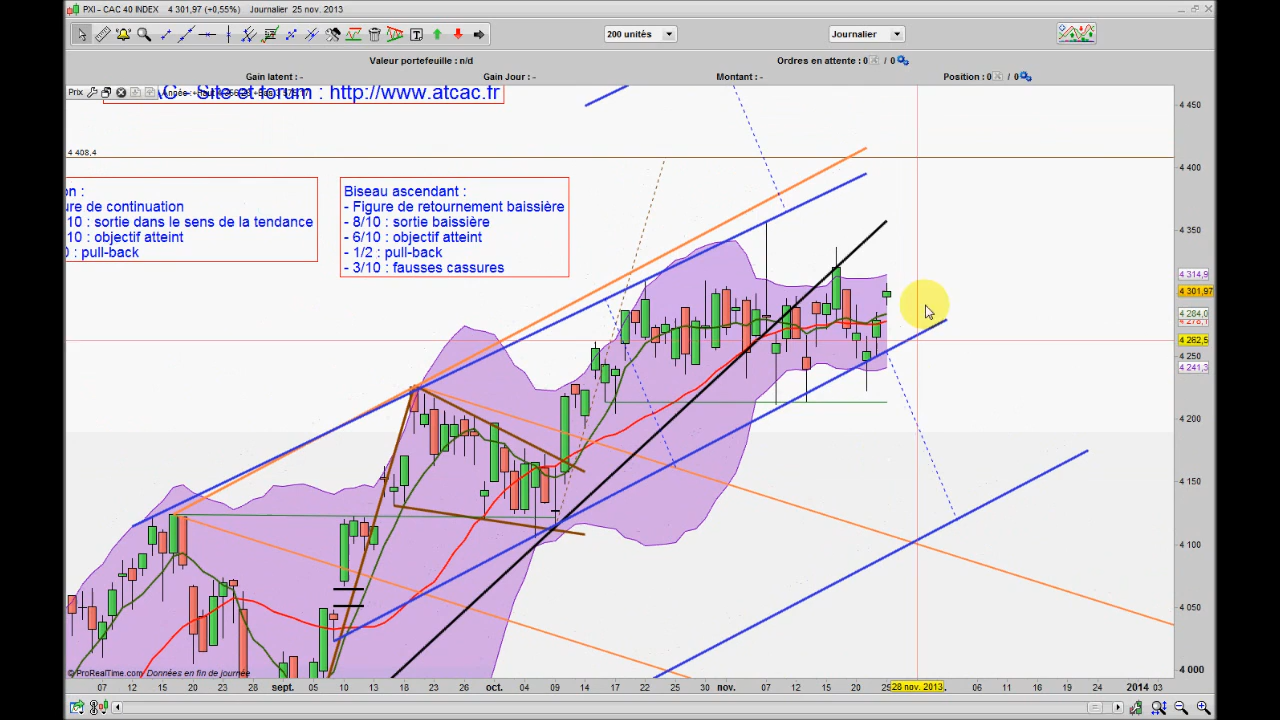 PXI - CAC 40 INDEX 4 301,97 (+0,55%) Journalier 25 nov. 2013
200 unités
Journalier
Valeur portefeuille : n/d
Ordres en attente : 0 / 0
Gain latent : -
Gain Jour : -
Montant : -
Position : 0 / 0
Prix
Site et forum : http://www.atcac.fr
4 450
4 408,4
4 400
4 350
4 314,9
4 301,97
4 284,0
4 262,5
4 250
4 241,3
4 200
4 150
4 100
4 050
4 000
on :
ure de continuation
10 : sortie dans le sens de la tendance
10 : objectif atteint
: pull-back
Biseau ascendant :
- Figure de retournement baissière
- 8/10 : sortie baissière
- 6/10 : objectif atteint
- 1/2 : pull-back
- 3/10 : fausses cassures
© ProRealTime.com Données en fin de journée
07 12 15 20 23 28 sept. 05 10 13 18 23 26 oct. 04 09 14 17 22 25 30 nov. 07 12 15 20 25 28 nov. 2013 06 11 16 19 24 2014 03